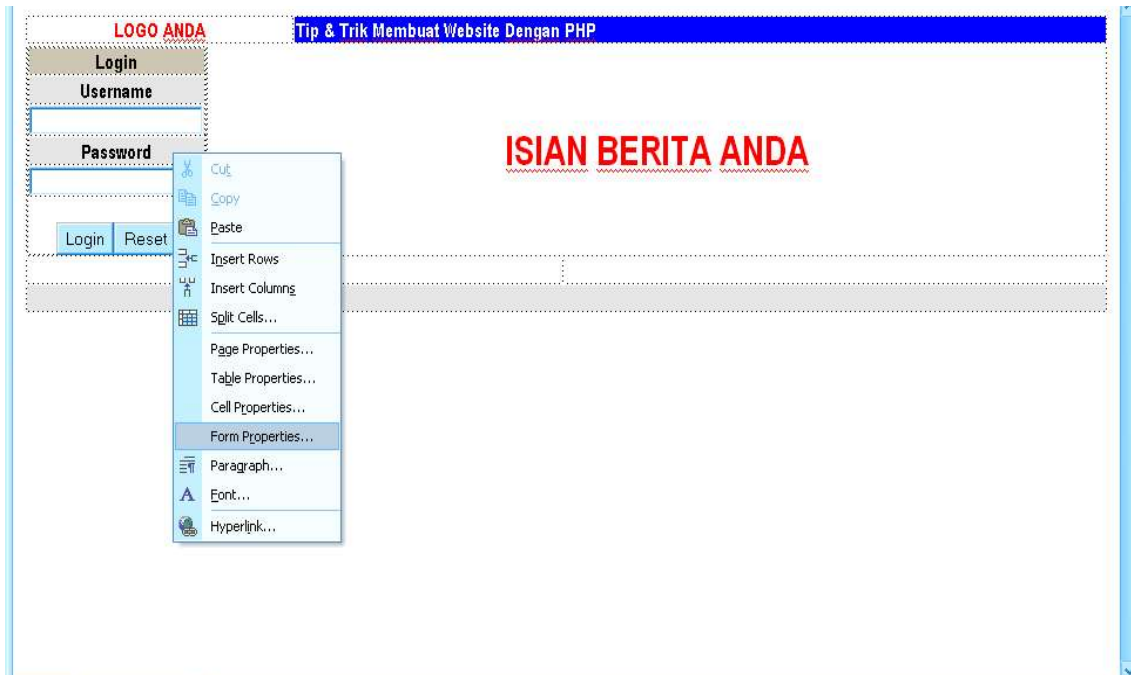 LOGO ANDA Tip & Trik Membuat Website Dengan PHP
Login
Username
ISIAN BERITA ANDA
Password
Login Reset
Cut
Copy
Paste
Insert Rows
Insert Columns
Split Cells...
Page Properties...
Table Properties...
Cell Properties...
Form Properties...
Paragraph...
Font...
Hyperlink...